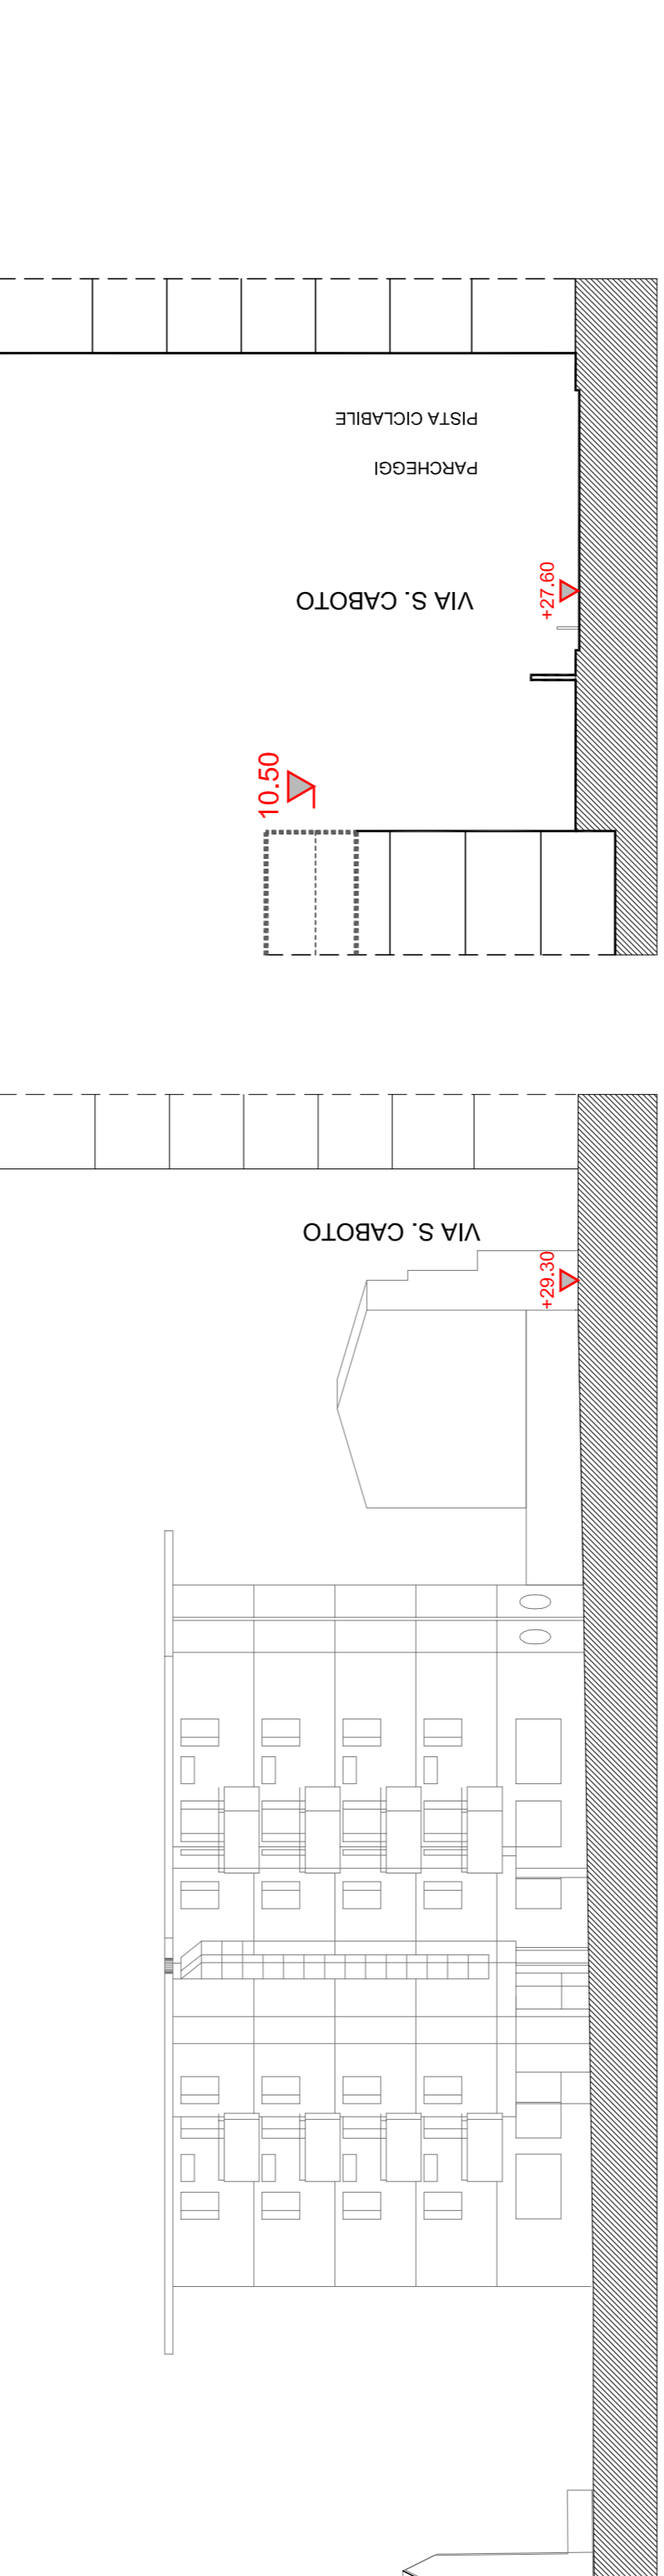 PISTA CICLABILE
PARCHEGGI
VIA S. CABOTO
+27.60
10.50
VIA S. CABOTO
+29.30